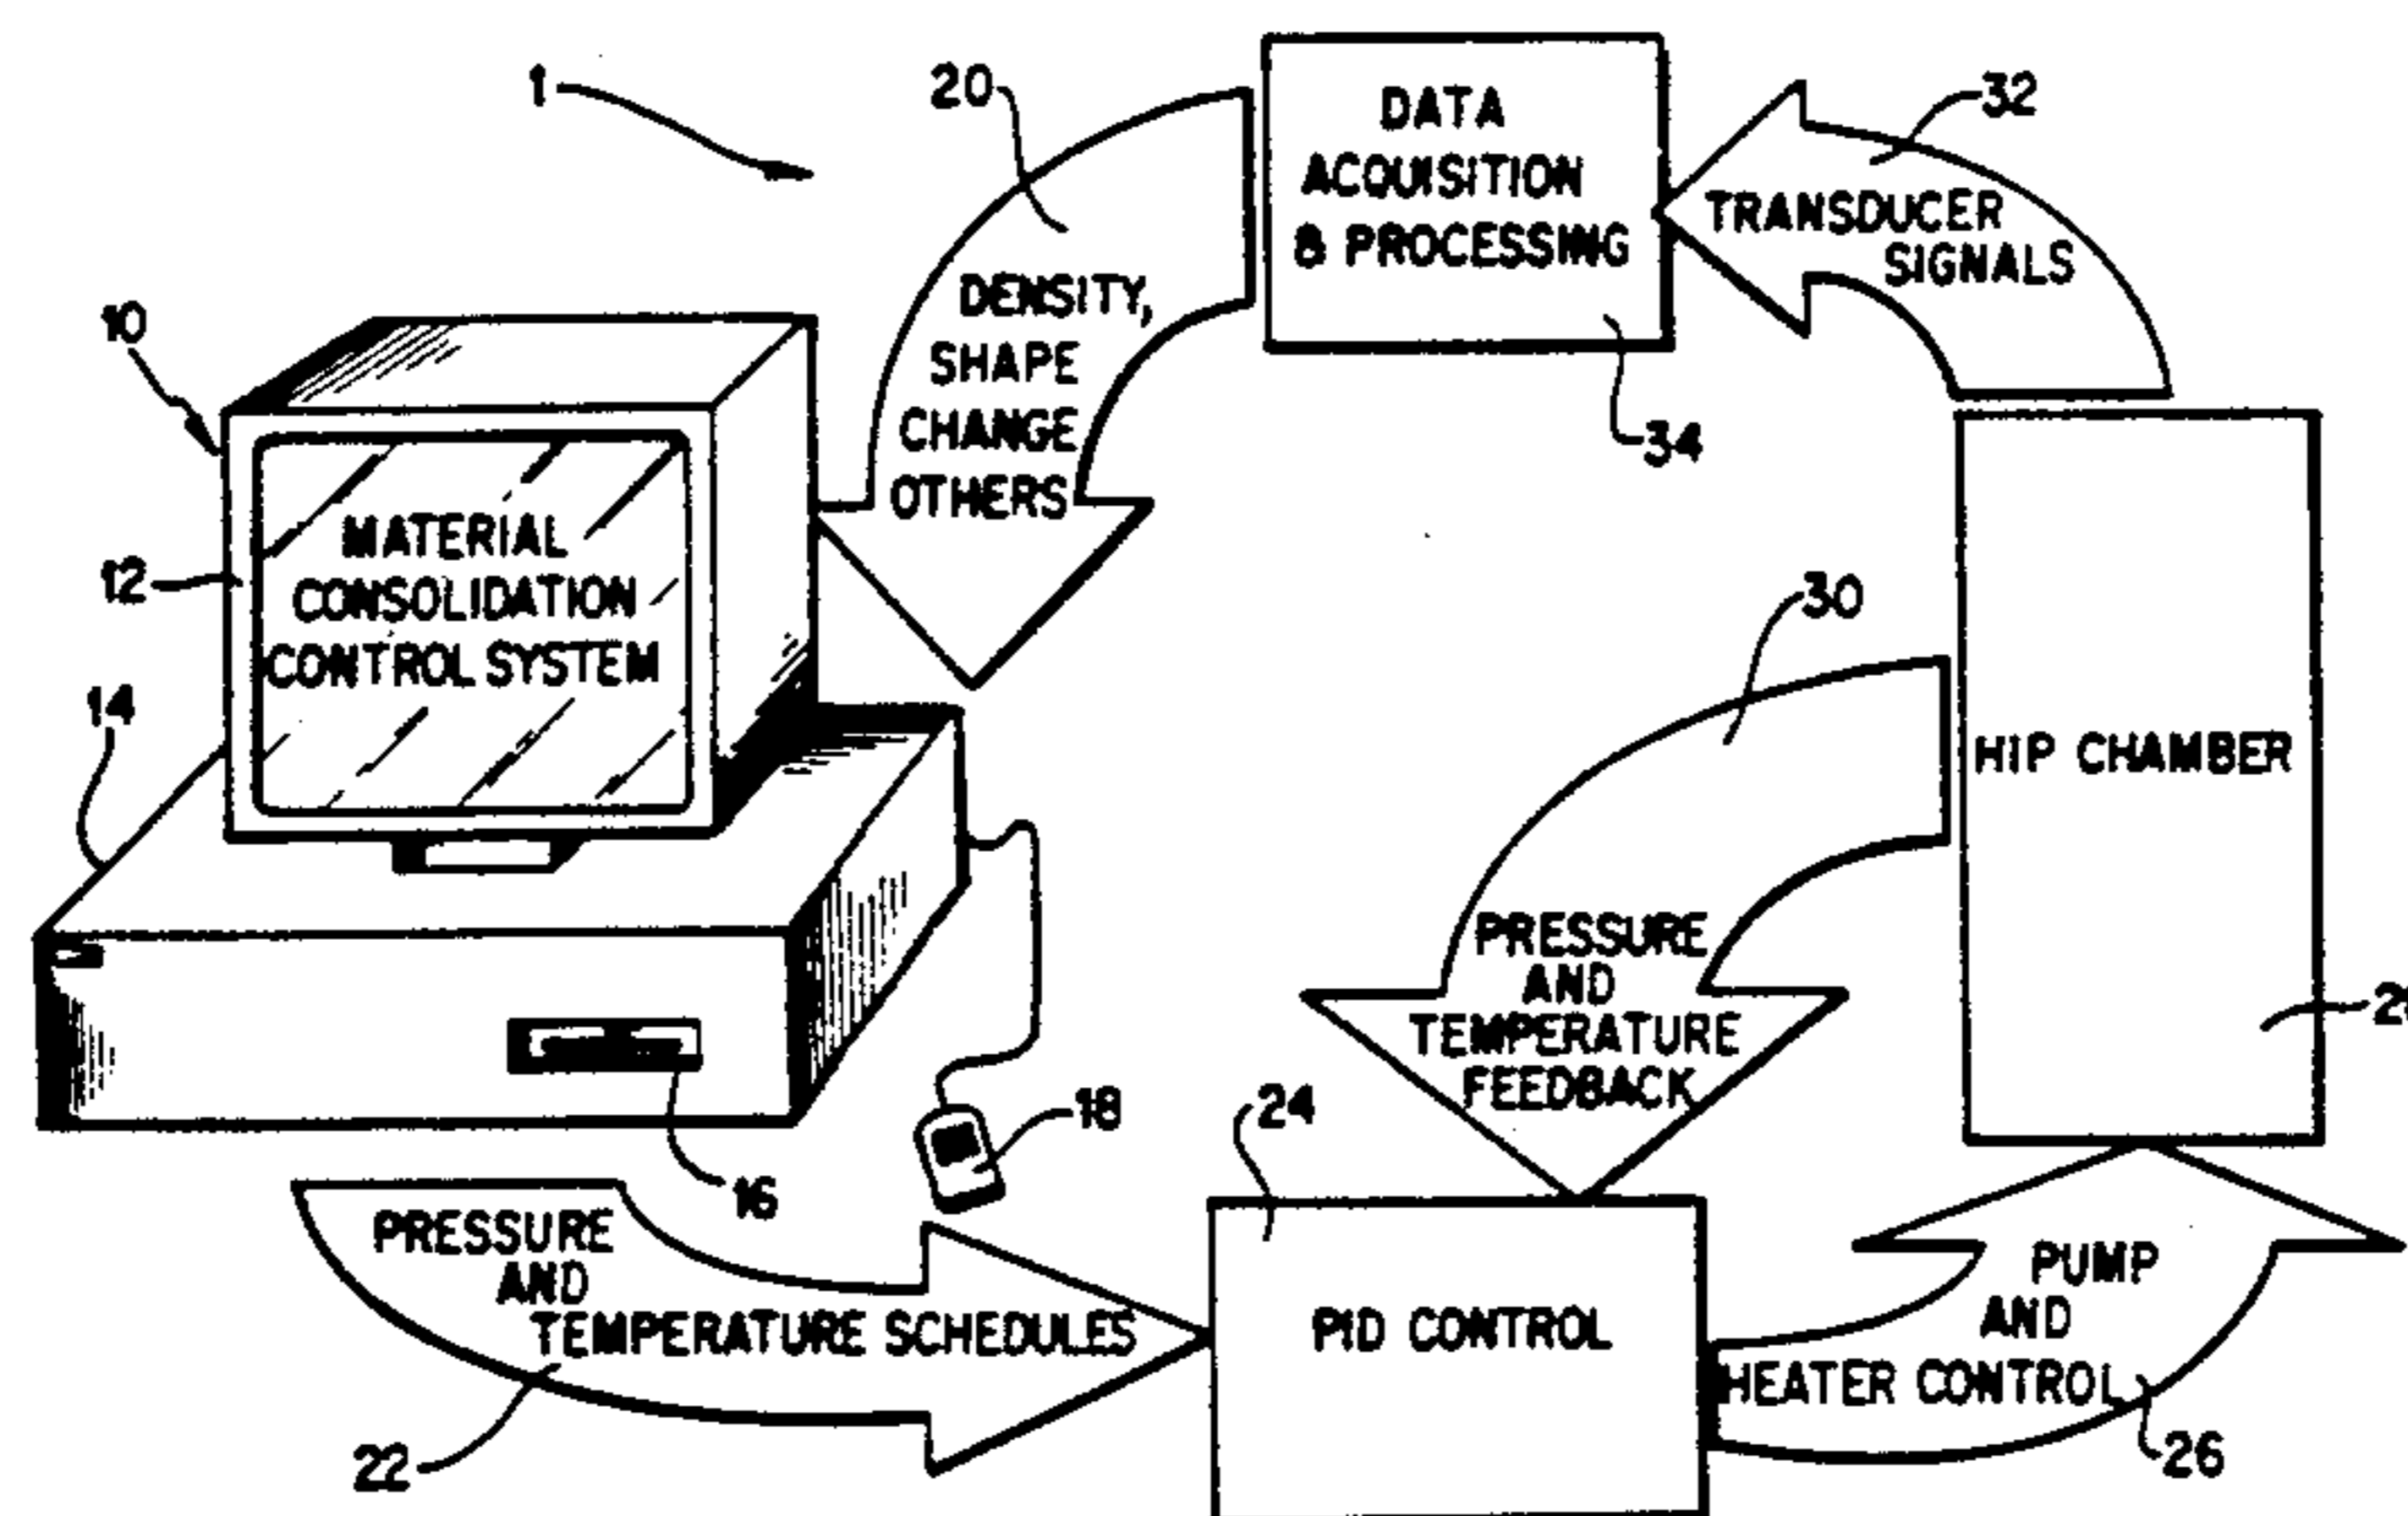 1
20
DATA
ACQUISITION
& PROCESSING
32
TRANSDUCER
SIGNALS
34
DENSITY,
SHAPE
CHANGE
OTHERS
10
12
MATERIAL
CONSOLIDATION
CONTROL SYSTEM
14
16
18
30
HIP CHAMBER
PRESSURE
AND
TEMPERATURE
FEEDBACK
24
PRESSURE
AND
TEMPERATURE SCHEDULES
22
PID CONTROL
PUMP
AND
HEATER CONTROL
26